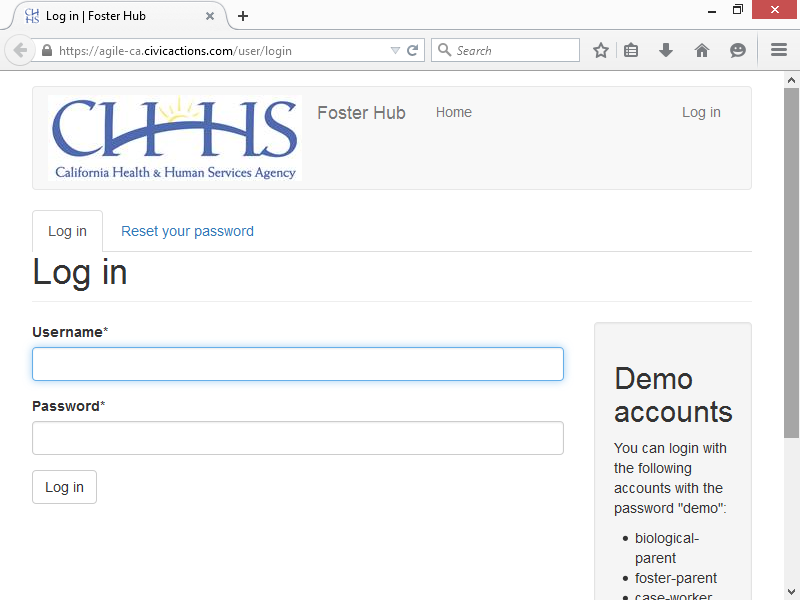 Log in | Foster Hub
https://agile-ca.civicactions.com/user/login
Search
CHHS
California Health & Human Services Agency
Foster Hub
Home
Log in
Log in
Reset your password
Log in
Username*
Password*
Log in
Demo
accounts
You can login with
the following
accounts with the
password "demo":
biological-
parent
foster-parent
case-worker